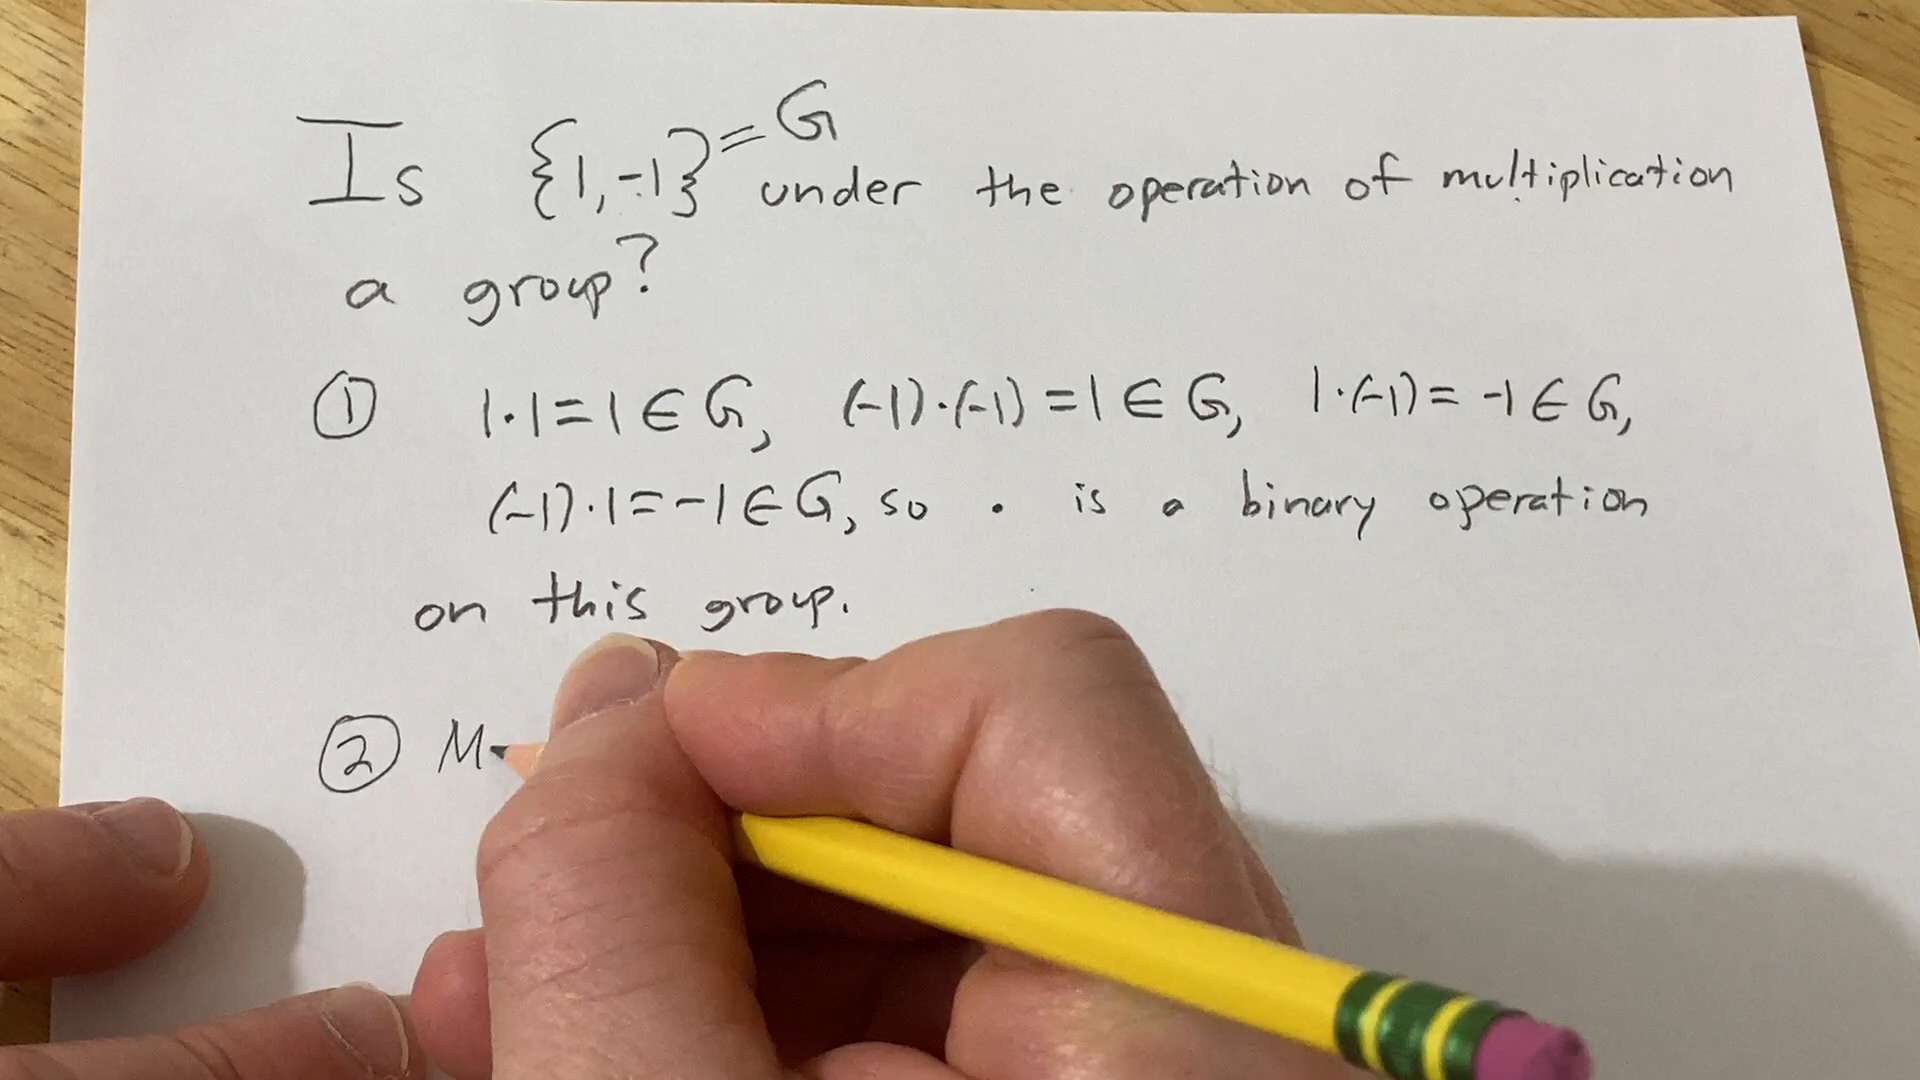 Is {1,-1} = G under the operation of multiplication
a group?
① 1·1=1∈G, (-1)·(-1)=1∈G, 1·(-1)=-1∈G,
(-1)·1=-1∈G, so · is a binary operation
on this group.
② M